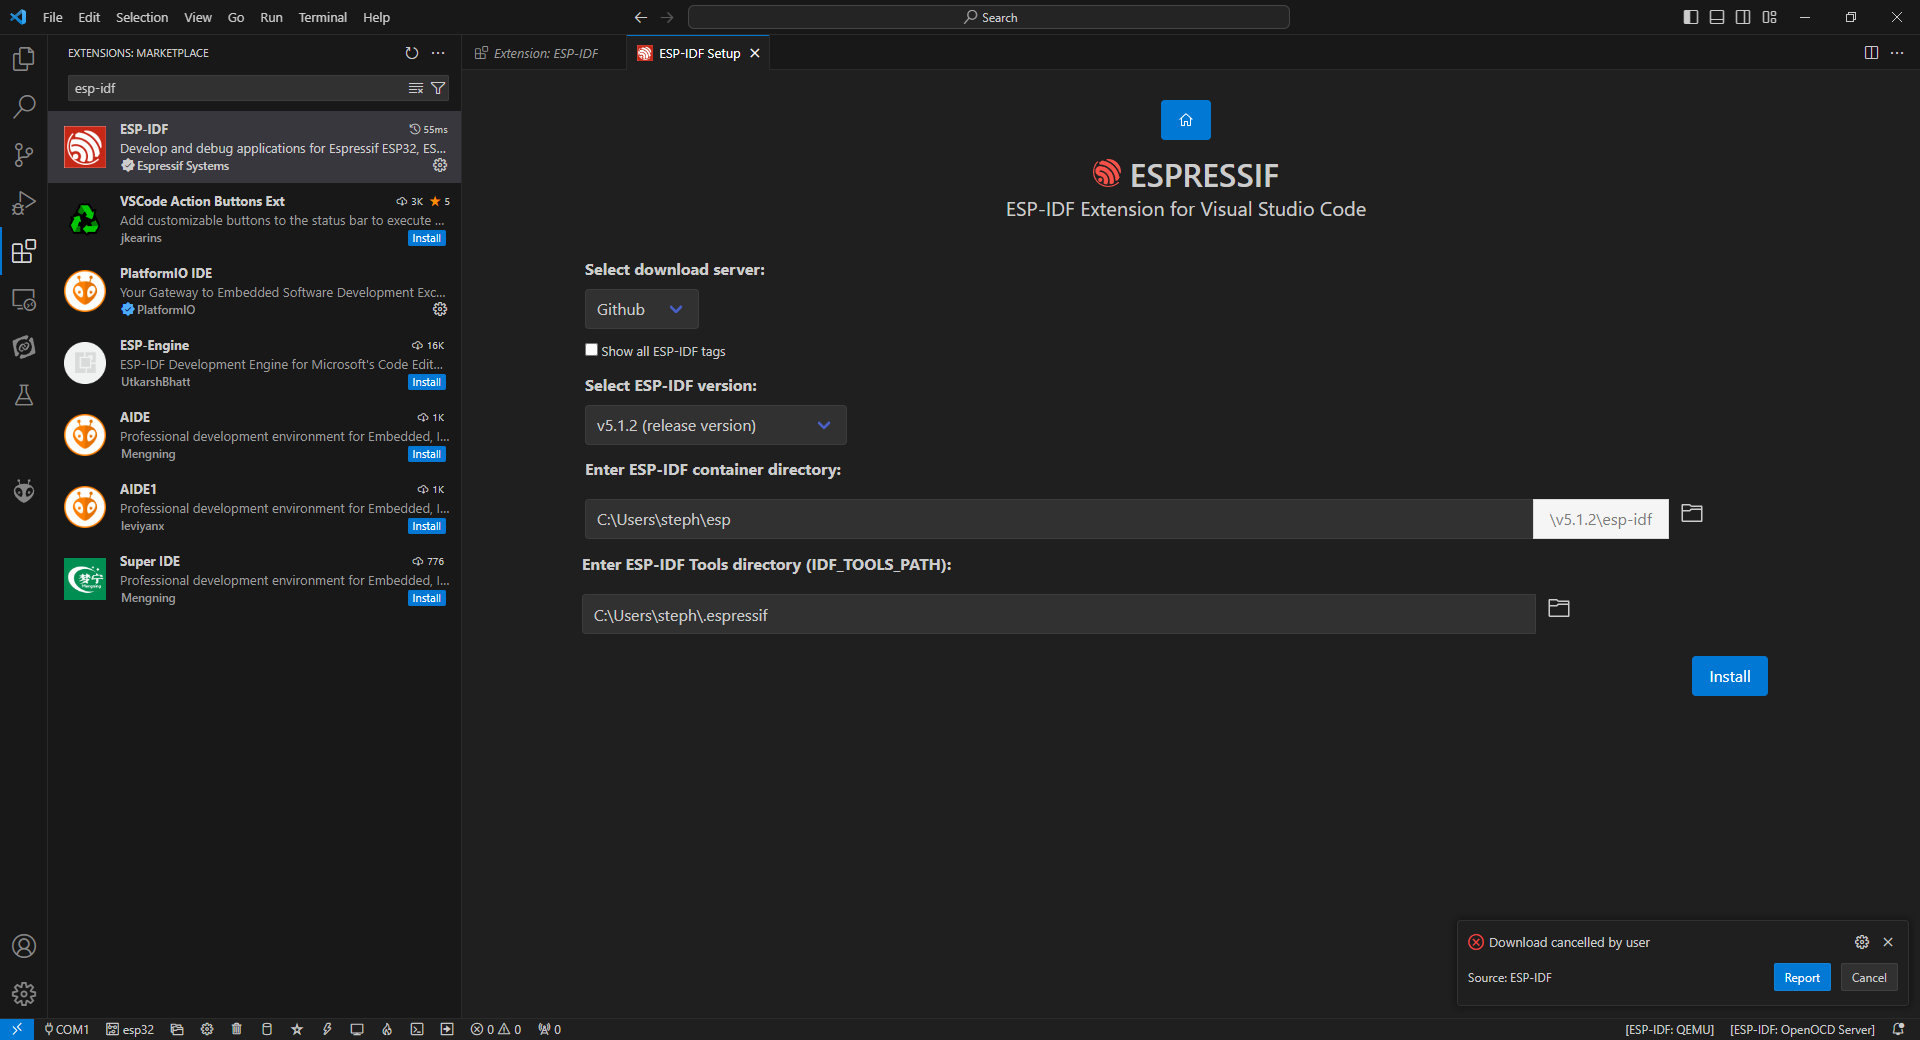 File Edit Selection View Go Run Terminal Help
Search
EXTENSIONS: MARKETPLACE
esp-idf
ESP-IDF
55ms
Develop and debug applications for Espressif ESP32, ES...
Espressif Systems
VSCode Action Buttons Ext
3K 5
Add customizable buttons to the status bar to execute ...
jkearins
Install
PlatformIO IDE
Your Gateway to Embedded Software Development Exc...
PlatformIO
ESP-Engine
16K
ESP-IDF Development Engine for Microsoft's Code Edit...
UtkarshBhatt
Install
AIDE
1K
Professional development environment for Embedded, I...
Mengning
Install
AIDE1
1K
Professional development environment for Embedded, I...
leviyanx
Install
梦宁
Mengning
Super IDE
776
Professional development environment for Embedded, I...
Mengning
Install
Extension: ESP-IDF
ESP-IDF Setup
ESPRESSIF
ESP-IDF Extension for Visual Studio Code
Select download server:
Github
Show all ESP-IDF tags
Select ESP-IDF version:
v5.1.2 (release version)
Enter ESP-IDF container directory:
C:\Users\steph\esp
\v5.1.2\esp-idf
Enter ESP-IDF Tools directory (IDF_TOOLS_PATH):
C:\Users\steph\.espressif
Install
Download cancelled by user
Source: ESP-IDF
Report
Cancel
COM1 esp32 0 0 0 [ESP-IDF: QEMU] [ESP-IDF: OpenOCD Server]